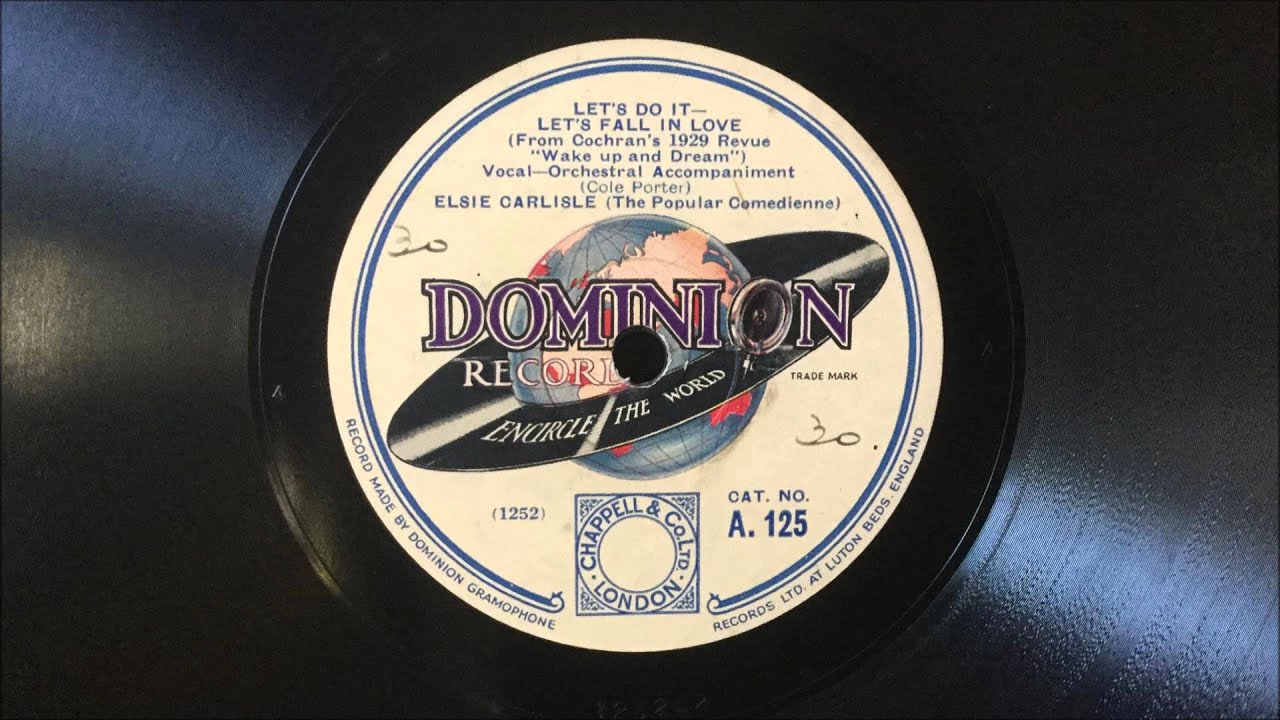 LET'S DO IT—
LET'S FALL IN LOVE
(From Cochran's 1929 Revue
"Wake up and Dream")
Vocal—Orchestral Accompaniment
(Cole Porter)
ELSIE CARLISLE (The Popular Comedienne)
30
DOMINION
RECORD
ENCIRCLE THE WORLD
TRADE MARK
30.
(1252)
CHAPPELL & CO. LTD.
LONDON
CAT. NO.
A. 125
RECORD MADE BY DOMINION GRAMOPHONE
RECORDS LTD. AT LUTON BEDS. ENGLAND